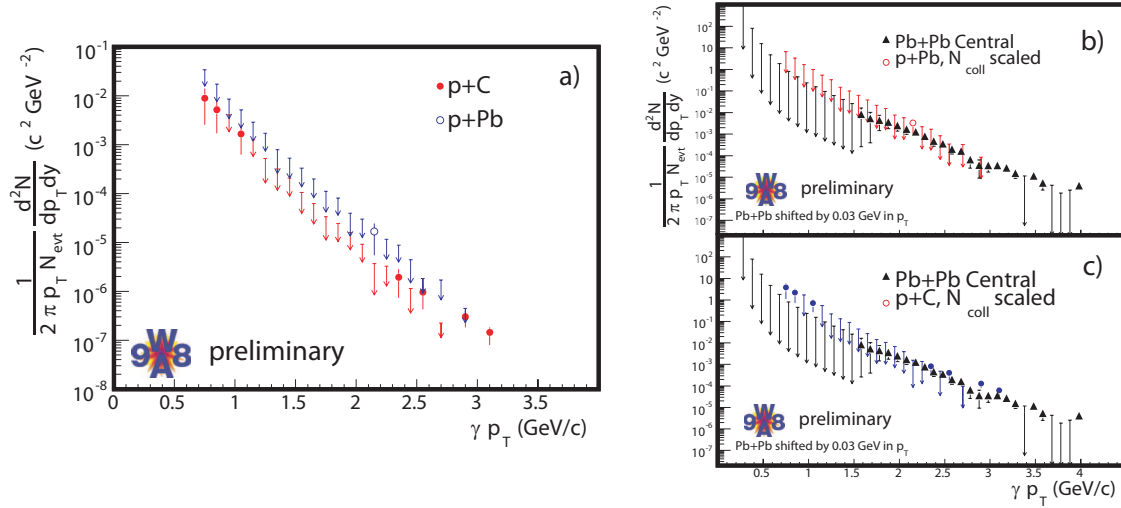 a)
p+C
p+Pb
1
2 π p_T N_evt
d²N
dp_T dy
(c² GeV⁻²)
10⁻¹
10⁻²
10⁻³
10⁻⁴
10⁻⁵
10⁻⁶
10⁻⁷
10⁻⁸
WA98
preliminary
0 0.5 1 1.5 2 2.5 3 3.5
γ p_T (GeV/c)
b)
Pb+Pb Central
p+Pb, N_coll scaled
1
2 π p_T N_evt
d²N
dp_T dy
(c² GeV⁻²)
10²
10
1
10⁻¹
10⁻²
10⁻³
10⁻⁴
10⁻⁵
10⁻⁶
10⁻⁷
WA98
preliminary
Pb+Pb shifted by 0.03 GeV in p_T
c)
Pb+Pb Central
p+C, N_coll scaled
10²
10
1
10⁻¹
10⁻²
10⁻³
10⁻⁴
10⁻⁵
10⁻⁶
10⁻⁷
WA98
preliminary
Pb+Pb shifted by 0.03 GeV in p_T
0.5 1 1.5 2 2.5 3 3.5 4
γ p_T (GeV/c)